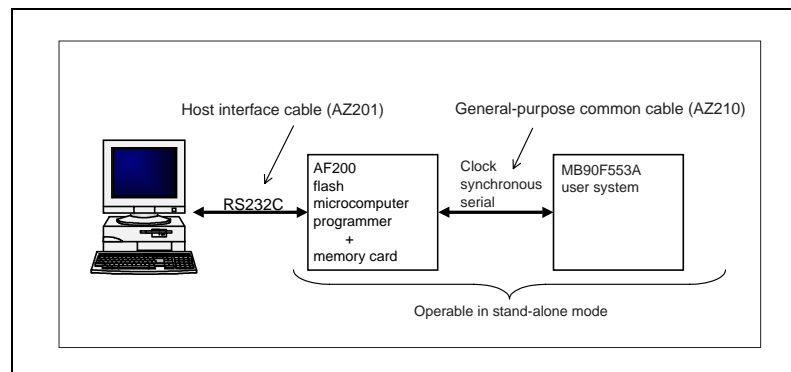 Host interface cable (AZ201)
General-purpose common cable (AZ210)
RS232C
AF200
flash
microcomputer
programmer
+
memory card
Clock
synchronous
serial
MB90F553A
user system
Operable in stand-alone mode